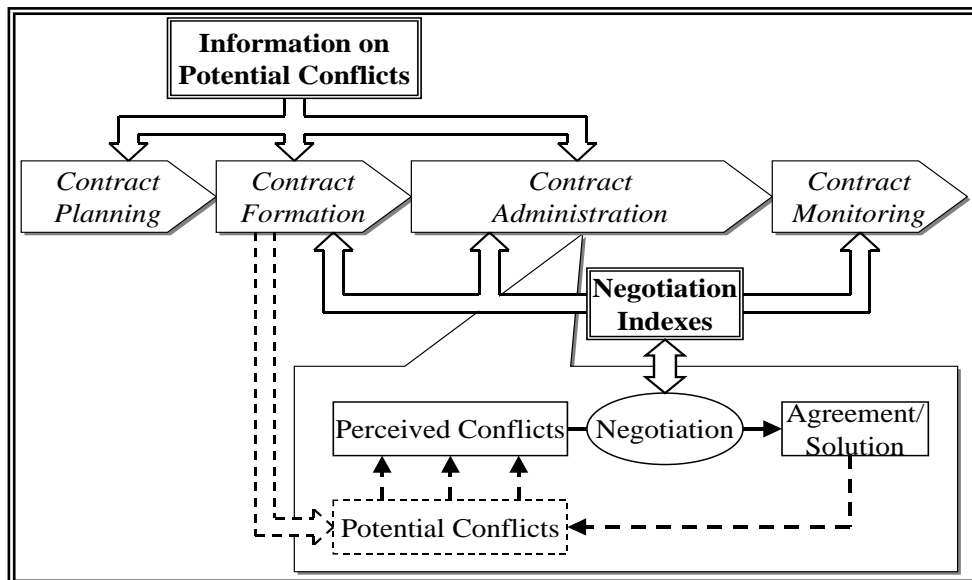 Information on
Potential Conflicts
Contract
Planning
Contract
Formation
Contract
Administration
Contract
Monitoring
Negotiation
Indexes
Perceived Conflicts
Negotiation
Agreement/
Solution
Potential Conflicts